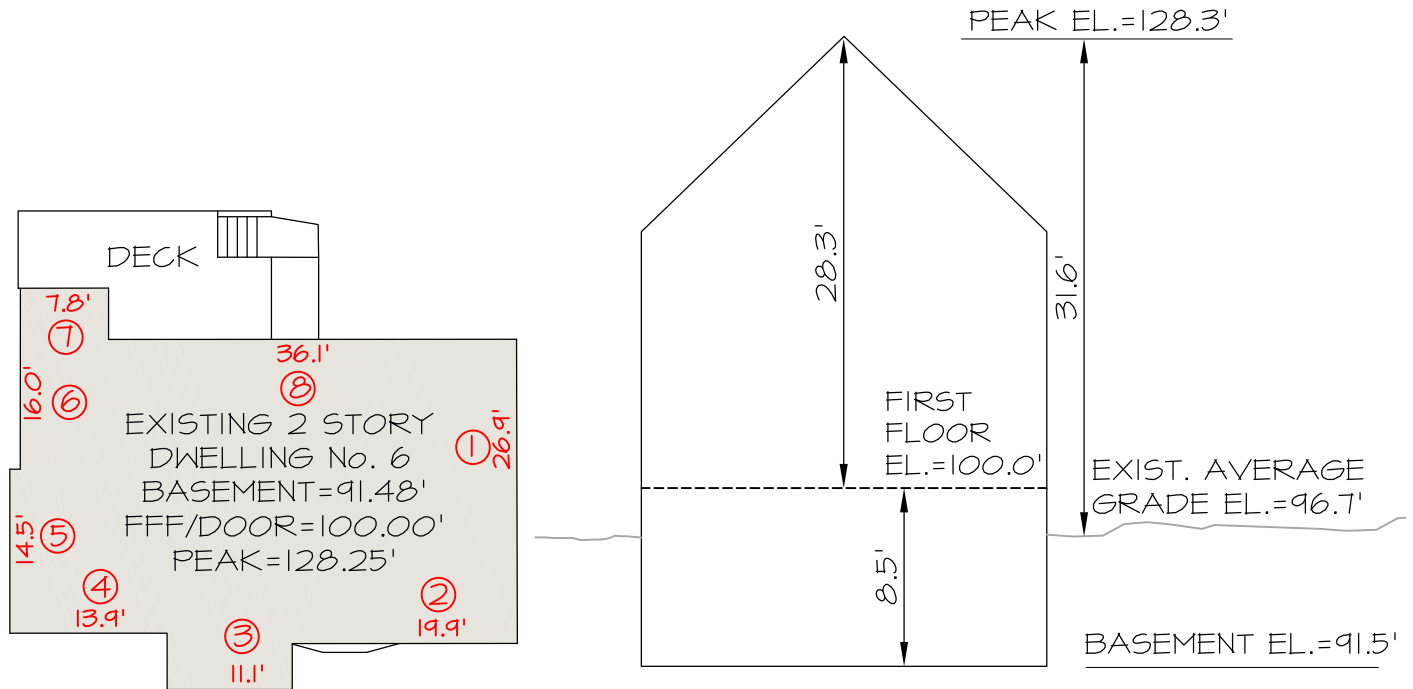 DECK
7.8'
7
36.1'
8
16.0'
6
EXISTING 2 STORY
DWELLING No. 6
BASEMENT=91.48'
FFF/DOOR=100.00'
PEAK=128.25'
1
26.9'
5
14.5'
4
13.9'
3
11.1'
2
19.9'
PEAK EL.=128.3'
28.3'
31.6'
FIRST
FLOOR
EL.=100.0'
EXIST. AVERAGE
GRADE EL.=96.7'
8.5'
BASEMENT EL.=91.5'